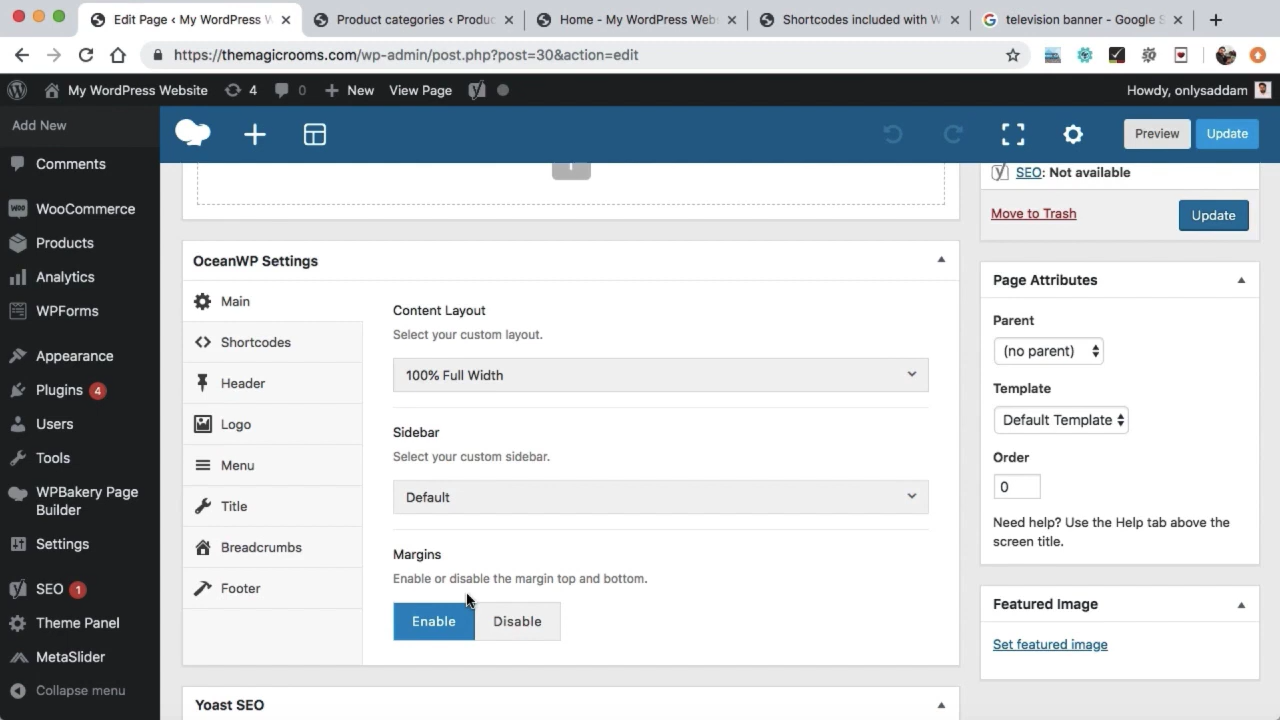 Edit Page ‹ My WordPress W
Product categories ‹ Produc
Home - My WordPress Web
Shortcodes included with W
television banner - Google S
https://themagicrooms.com/wp-admin/post.php?post=30&action=edit
My WordPress Website
4
0
New
View Page
Howdy, onlysaddam
Add New
Comments
WooCommerce
Products
Analytics
WPForms
Appearance
Plugins 4
Users
Tools
WPBakery Page
Builder
Settings
SEO 1
Theme Panel
MetaSlider
Collapse menu
Preview
Update
OceanWP Settings
Main
Shortcodes
Header
Logo
Menu
Title
Breadcrumbs
Footer
Content Layout
Select your custom layout.
100% Full Width
Sidebar
Select your custom sidebar.
Default
Margins
Enable or disable the margin top and bottom.
Enable
Disable
Yoast SEO
SEO: Not available
Move to Trash
Update
Page Attributes
Parent
(no parent)
Template
Default Template
Order
0
Need help? Use the Help tab above the
screen title.
Featured Image
Set featured image